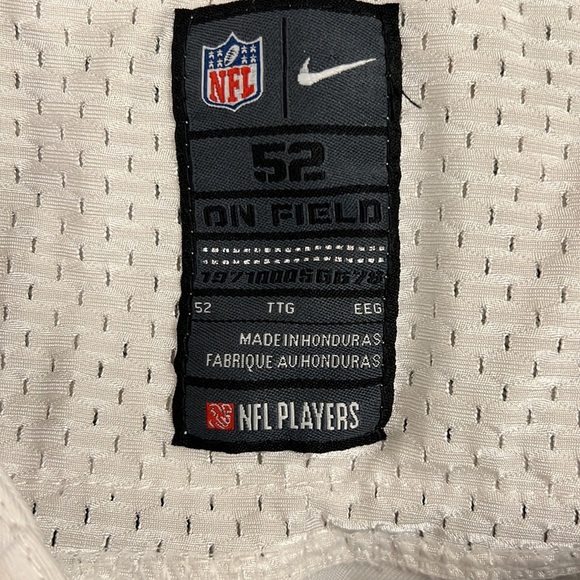 NFL
52
ON FIELD
52 TTG EEG
MADE IN HONDURAS
FABRIQUE AU HONDURAS
NFL PLAYERS